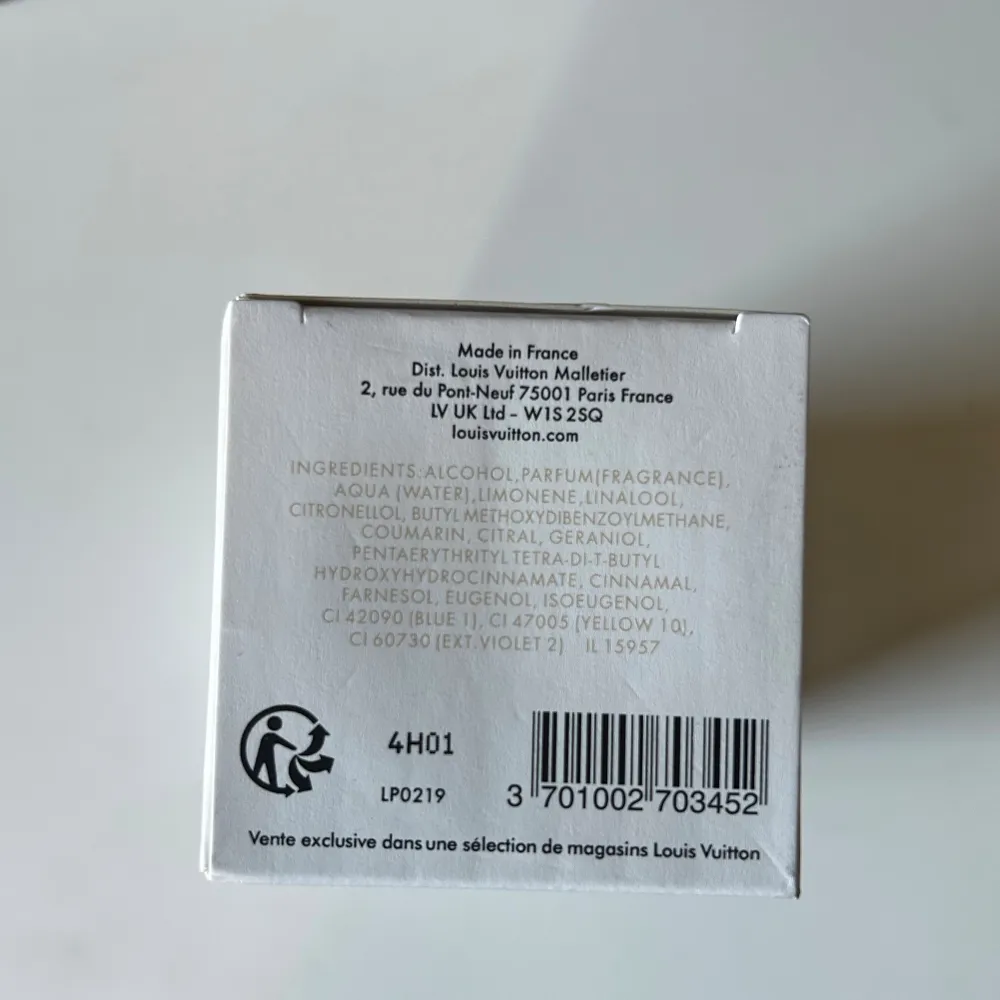 Made in France
Dist. Louis Vuitton Malletier
2, rue du Pont-Neuf 75001 Paris France
LV UK Ltd – W1S 2SQ
louisvuitton.com
INGREDIENTS:ALCOHOL,PARFUM(FRAGRANCE),
AQUA (WATER),LIMONENE,LINALOOL,
CITRONELLOL, BUTYL METHOXYDIBENZOYLMETHANE,
COUMARIN, CITRAL, GERANIOL,
PENTAERYTHRITYL TETRA-DI-T-BUTYL
HYDROXYHYDROCINNAMATE, CINNAMAL,
FARNESOL, EUGENOL, ISOEUGENOL,
CI 42090 (BLUE 1), CI 47005 (YELLOW 10),
CI 60730 (EXT.VIOLET 2) IL 15957
4H01
LP0219
3 701002 703452
Vente exclusive dans une sélection de magasins Louis Vuitton